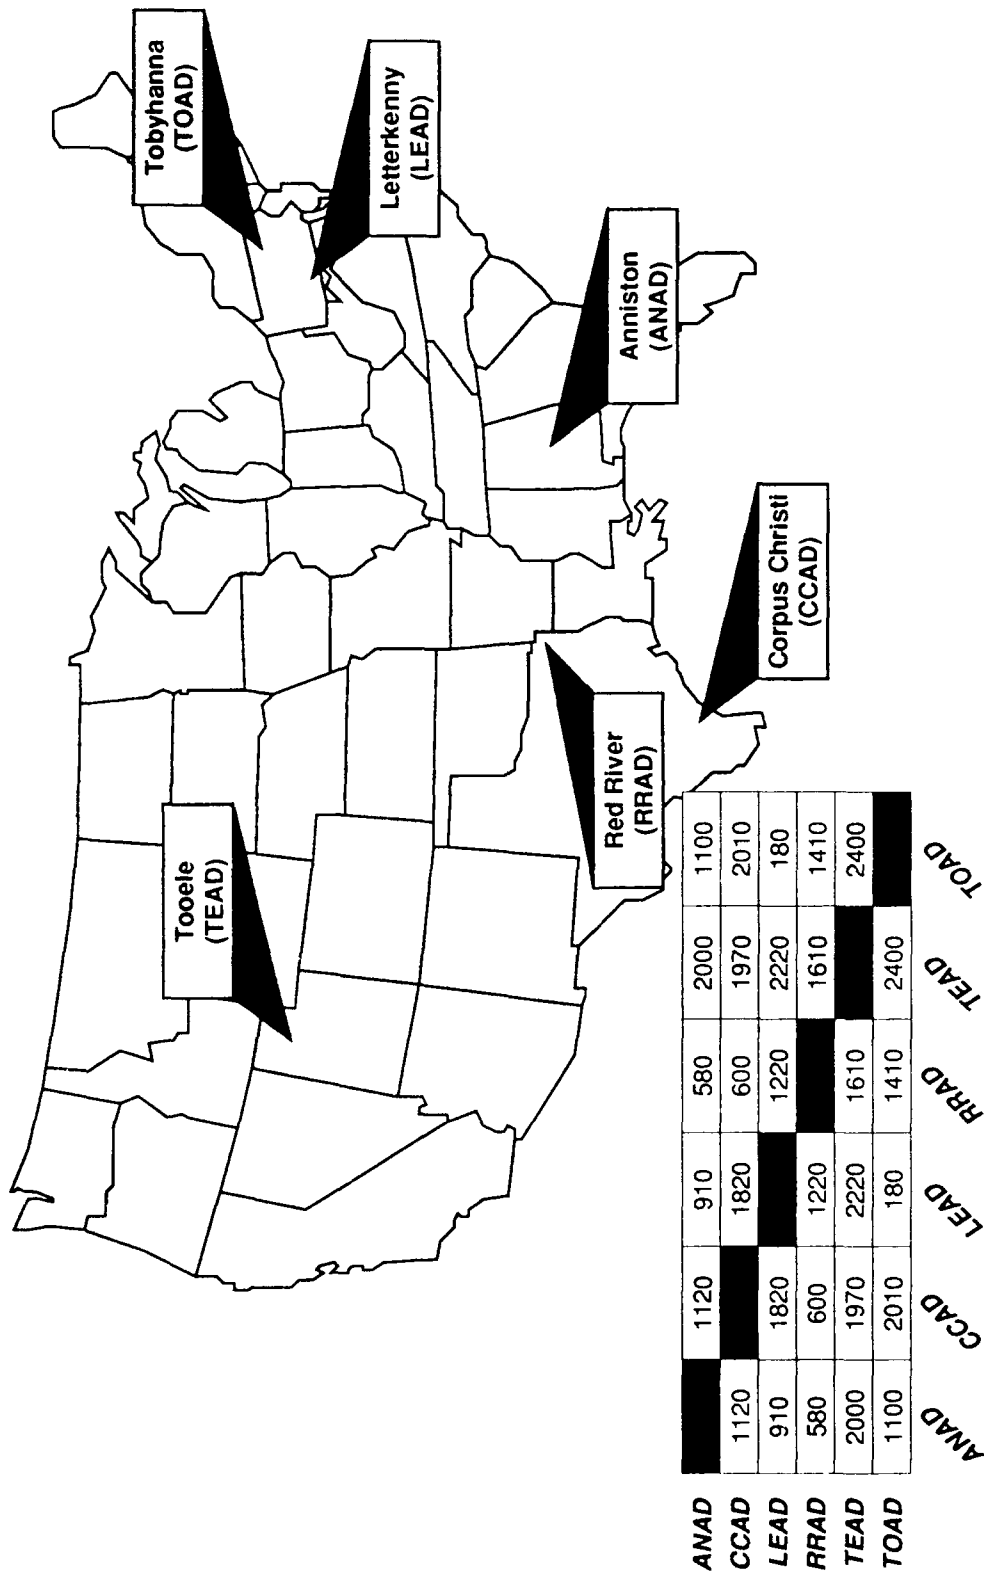 Tobyhanna
(TOAD)
Letterkenny
(LEAD)
Tooele
(TEAD)
Anniston
(ANAD)
Red River
(RRAD)
Corpus Christi
(CCAD)
ANAD 1120 910 580 2000 1100
CCAD 1120 1820 600 1970 2010
LEAD 910 1820 1220 2220 180
RRAD 580 600 1220 1610 1410
TEAD 2000 1970 2220 1610 2400
TOAD 1100 2010 180 1410 2400
ANAD CCAD LEAD RRAD TEAD TOAD